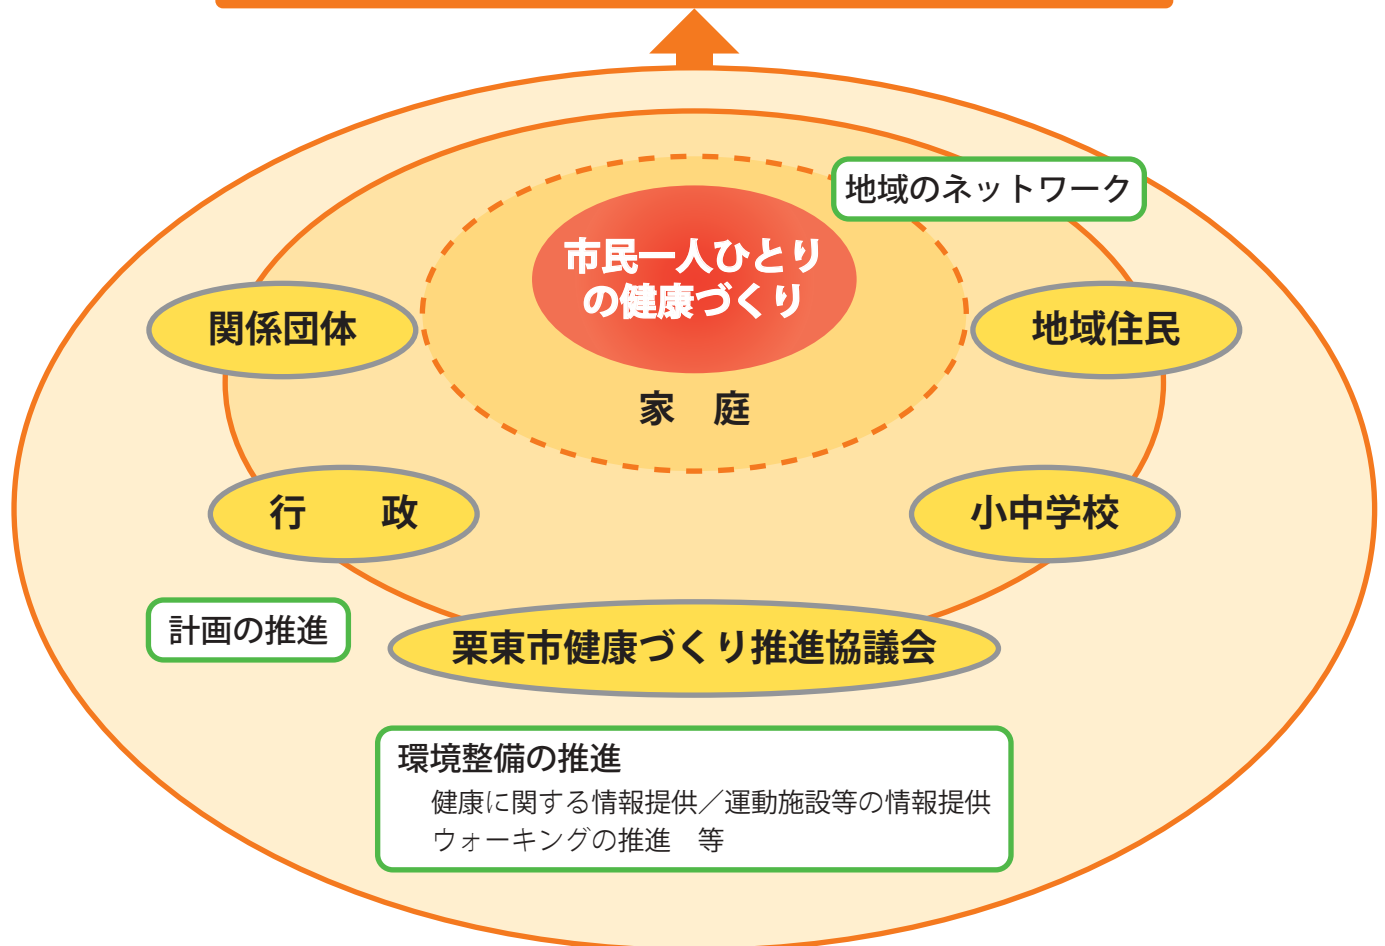 地域のネットワーク
市民一人ひとり
の健康づくり
関係団体
地域住民
家　庭
行　　政
小中学校
計画の推進
栗東市健康づくり推進協議会
環境整備の推進
健康に関する情報提供／運動施設等の情報提供
ウォーキングの推進　等